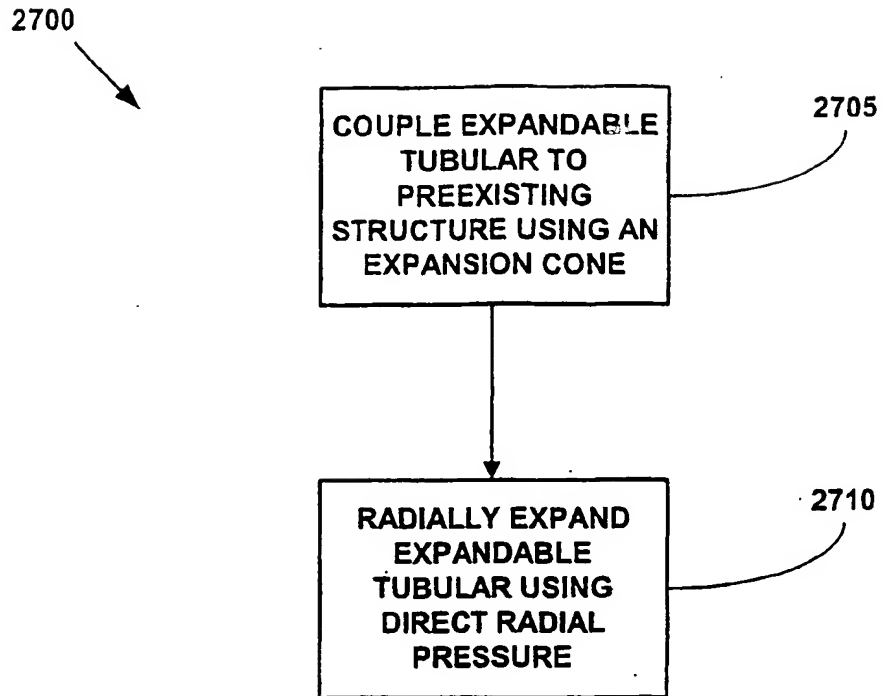 2700
COUPLE EXPANDABLE
TUBULAR TO
PREEXISTING
STRUCTURE USING AN
EXPANSION CONE
2705
RADIALLY EXPAND
EXPANDABLE
TUBULAR USING
DIRECT RADIAL
PRESSURE
2710